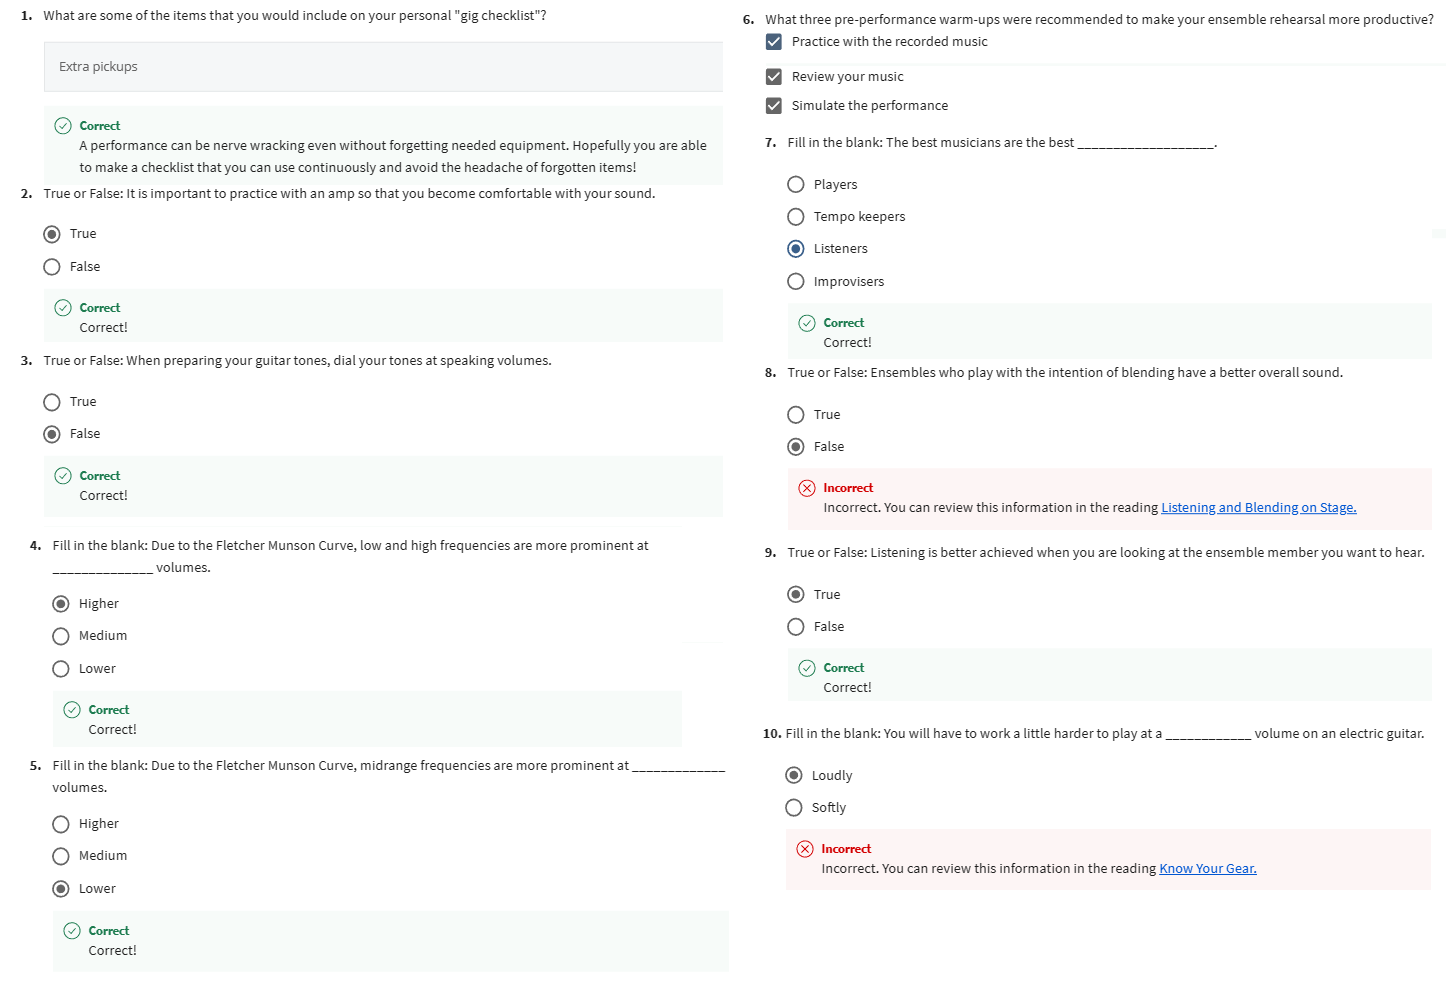 1. What are some of the items that you would include on your personal "gig checklist"?
Extra pickups
Correct
A performance can be nerve wracking even without forgetting needed equipment. Hopefully you are able
to make a checklist that you can use continuously and avoid the headache of forgotten items!
2. True or False: It is important to practice with an amp so that you become comfortable with your sound.
True
False
Correct
Correct!
3. True or False: When preparing your guitar tones, dial your tones at speaking volumes.
True
False
Correct
Correct!
4. Fill in the blank: Due to the Fletcher Munson Curve, low and high frequencies are more prominent at
______________ volumes.
Higher
Medium
Lower
Correct
Correct!
5. Fill in the blank: Due to the Fletcher Munson Curve, midrange frequencies are more prominent at _____________
volumes.
Higher
Medium
Lower
Correct
Correct!
6. What three pre-performance warm-ups were recommended to make your ensemble rehearsal more productive?
Practice with the recorded music
Review your music
Simulate the performance
7. Fill in the blank: The best musicians are the best ___________________.
Players
Tempo keepers
Listeners
Improvisers
Correct
Correct!
8. True or False: Ensembles who play with the intention of blending have a better overall sound.
True
False
Incorrect
Incorrect. You can review this information in the reading Listening and Blending on Stage.
9. True or False: Listening is better achieved when you are looking at the ensemble member you want to hear.
True
False
Correct
Correct!
10. Fill in the blank: You will have to work a little harder to play at a ____________ volume on an electric guitar.
Loudly
Softly
Incorrect
Incorrect. You can review this information in the reading Know Your Gear.